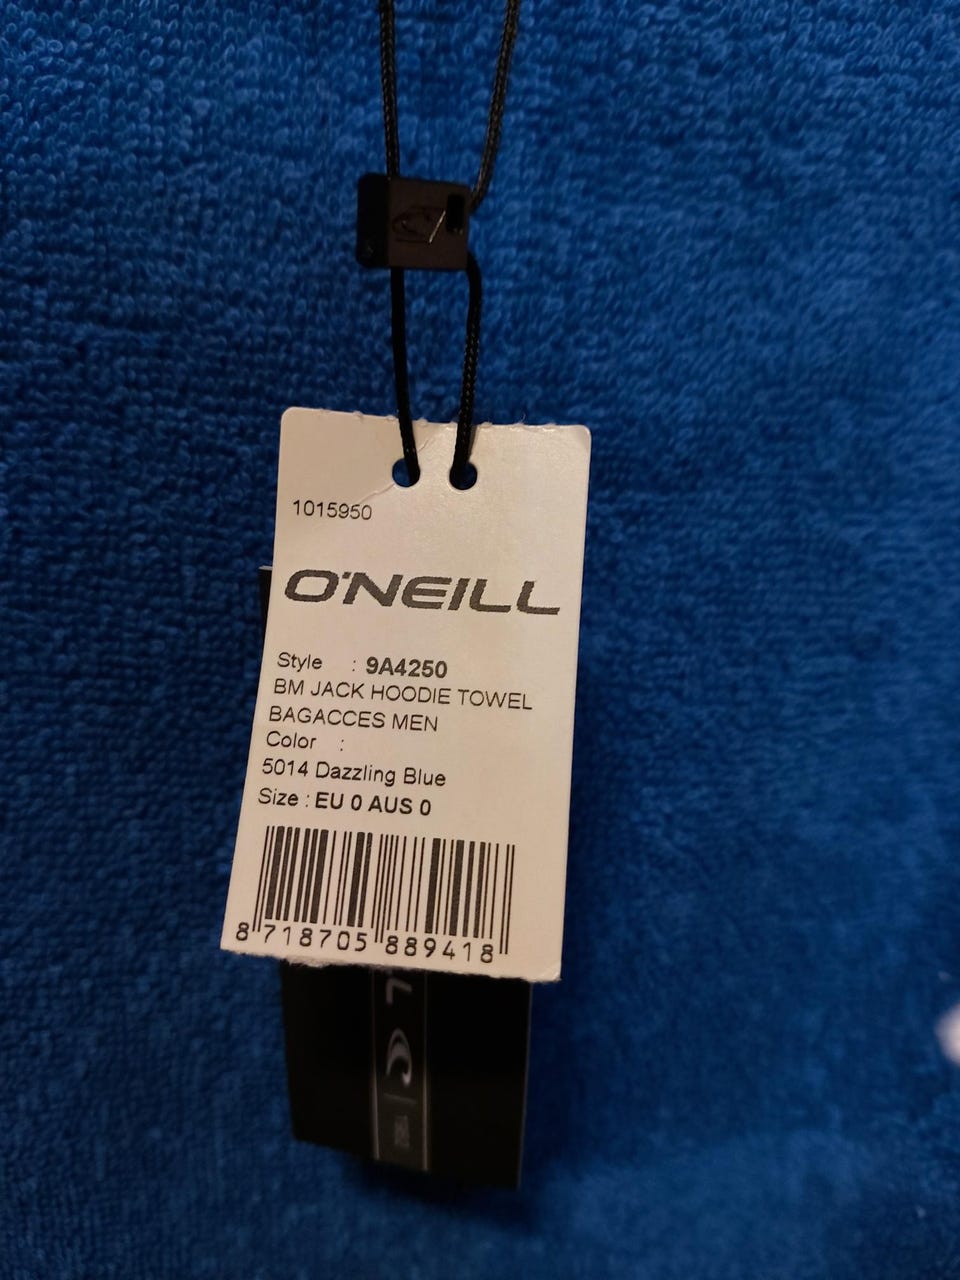 1015950
O'NEILL
Style : 9A4250
BM JACK HOODIE TOWEL
BAGACCES MEN
Color :
5014 Dazzling Blue
Size : EU 0 AUS 0
8 718705 889418
L